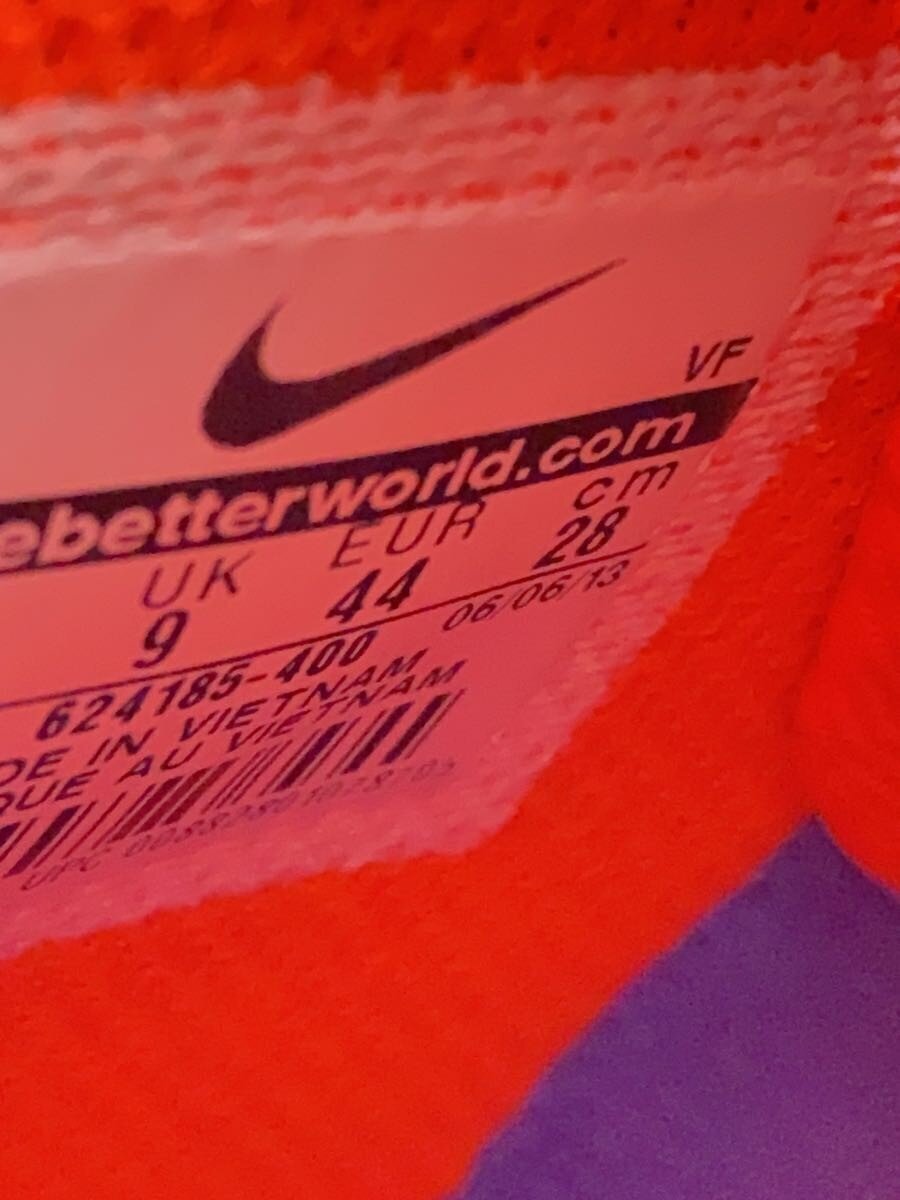 VF
ebetterworld.com
UK EUR cm
9 44 28
624185-400 06/06/13
DE IN VIETNAM
QUE AU VIETNAM
UPC